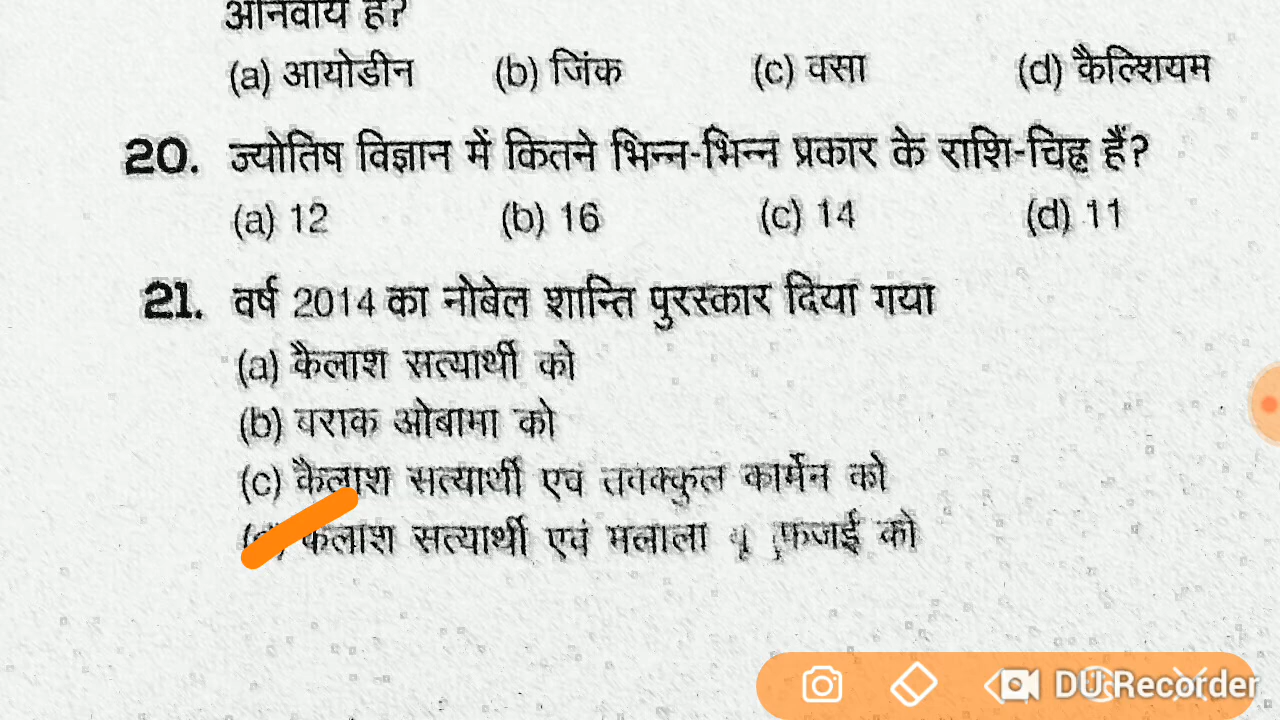 अनिवार्य है?
(a) आयोडीन (b) जिंक (c) वसा (d) कैल्शियम
20. ज्योतिष विज्ञान में कितने भिन्न-भिन्न प्रकार के राशि-चिह्न हैं?
(a) 12 (b) 16 (c) 14 (d) 11
21. वर्ष 2014 का नोबेल शान्ति पुरस्कार दिया गया
(a) कैलाश सत्यार्थी को
(b) बराक ओबामा को
(c) कैलाश सत्यार्थी एवं तवक्कुल कार्मेन को
कैलाश सत्यार्थी एवं मलाला को
DU Recorder